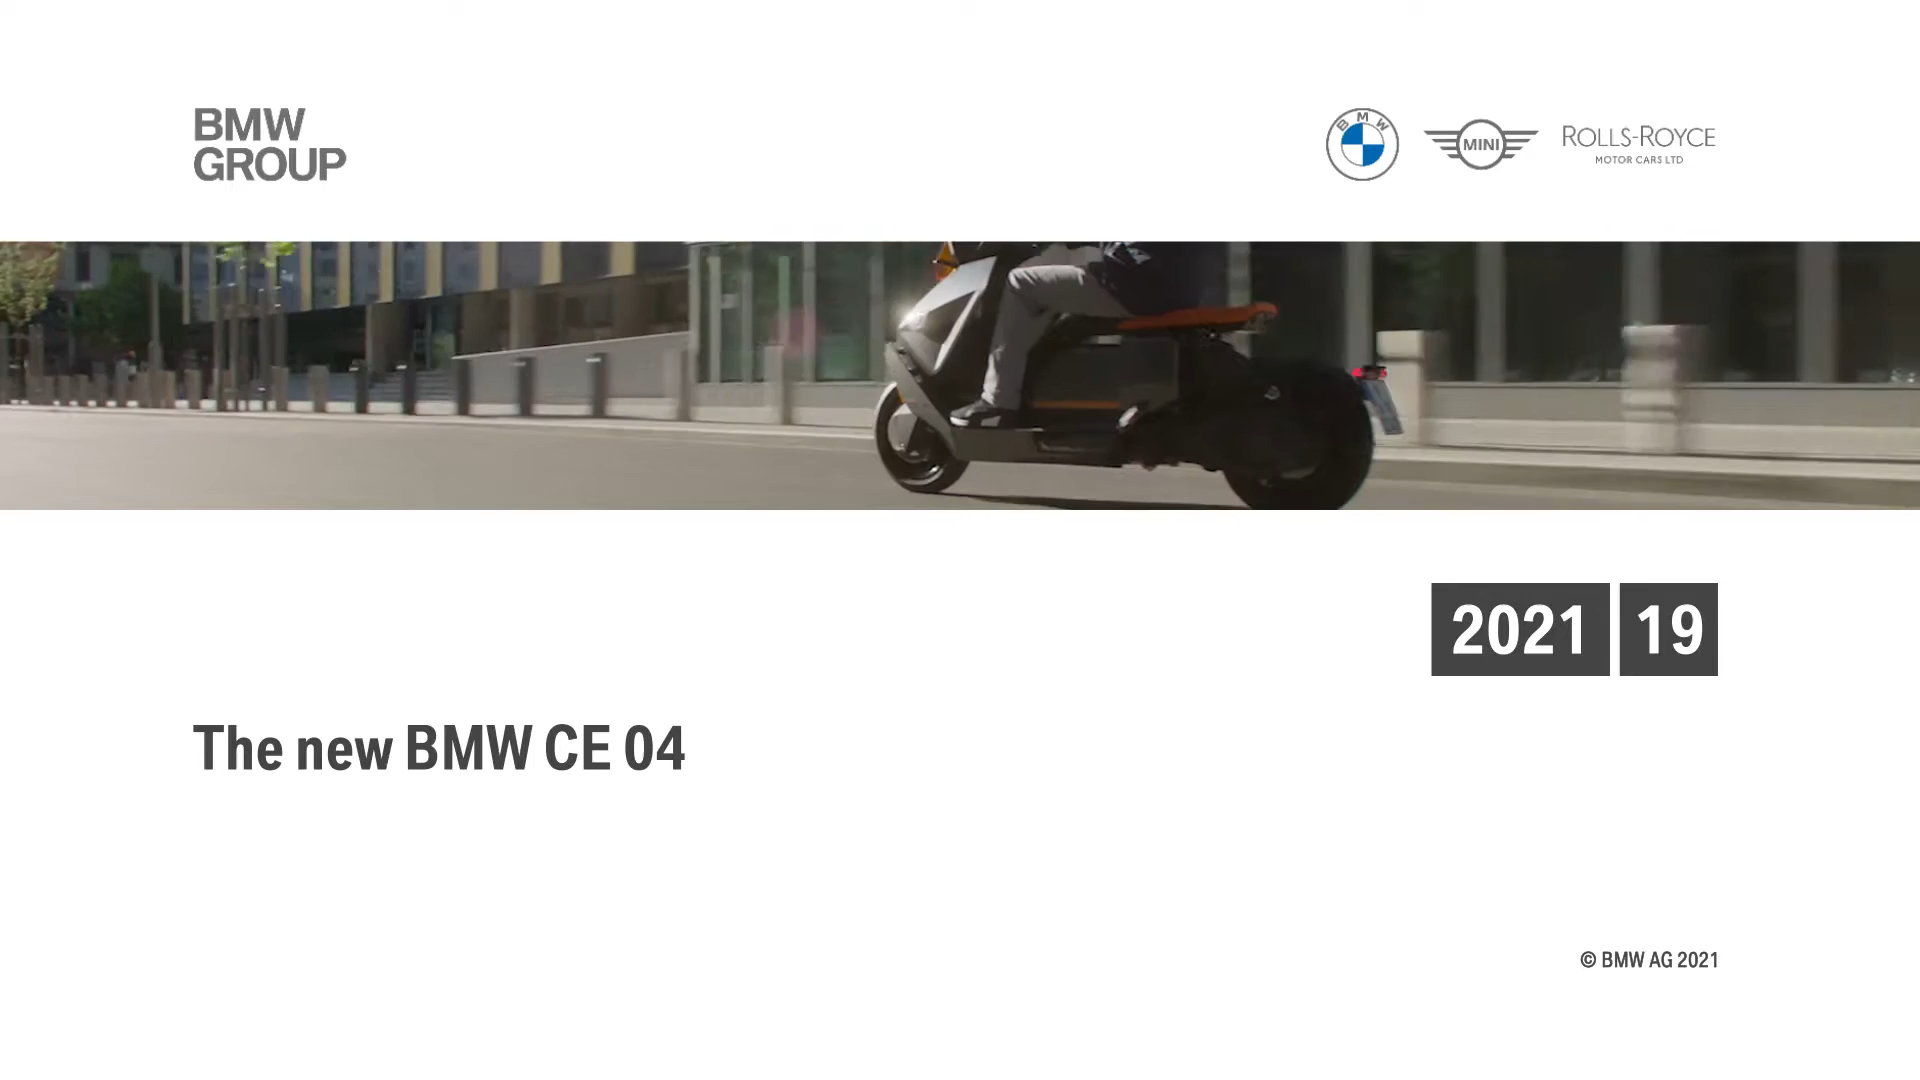 BMW
GROUP
BMW
MINI
ROLLS-ROYCE
MOTOR CARS LTD
2021 19
The new BMW CE 04
© BMW AG 2021